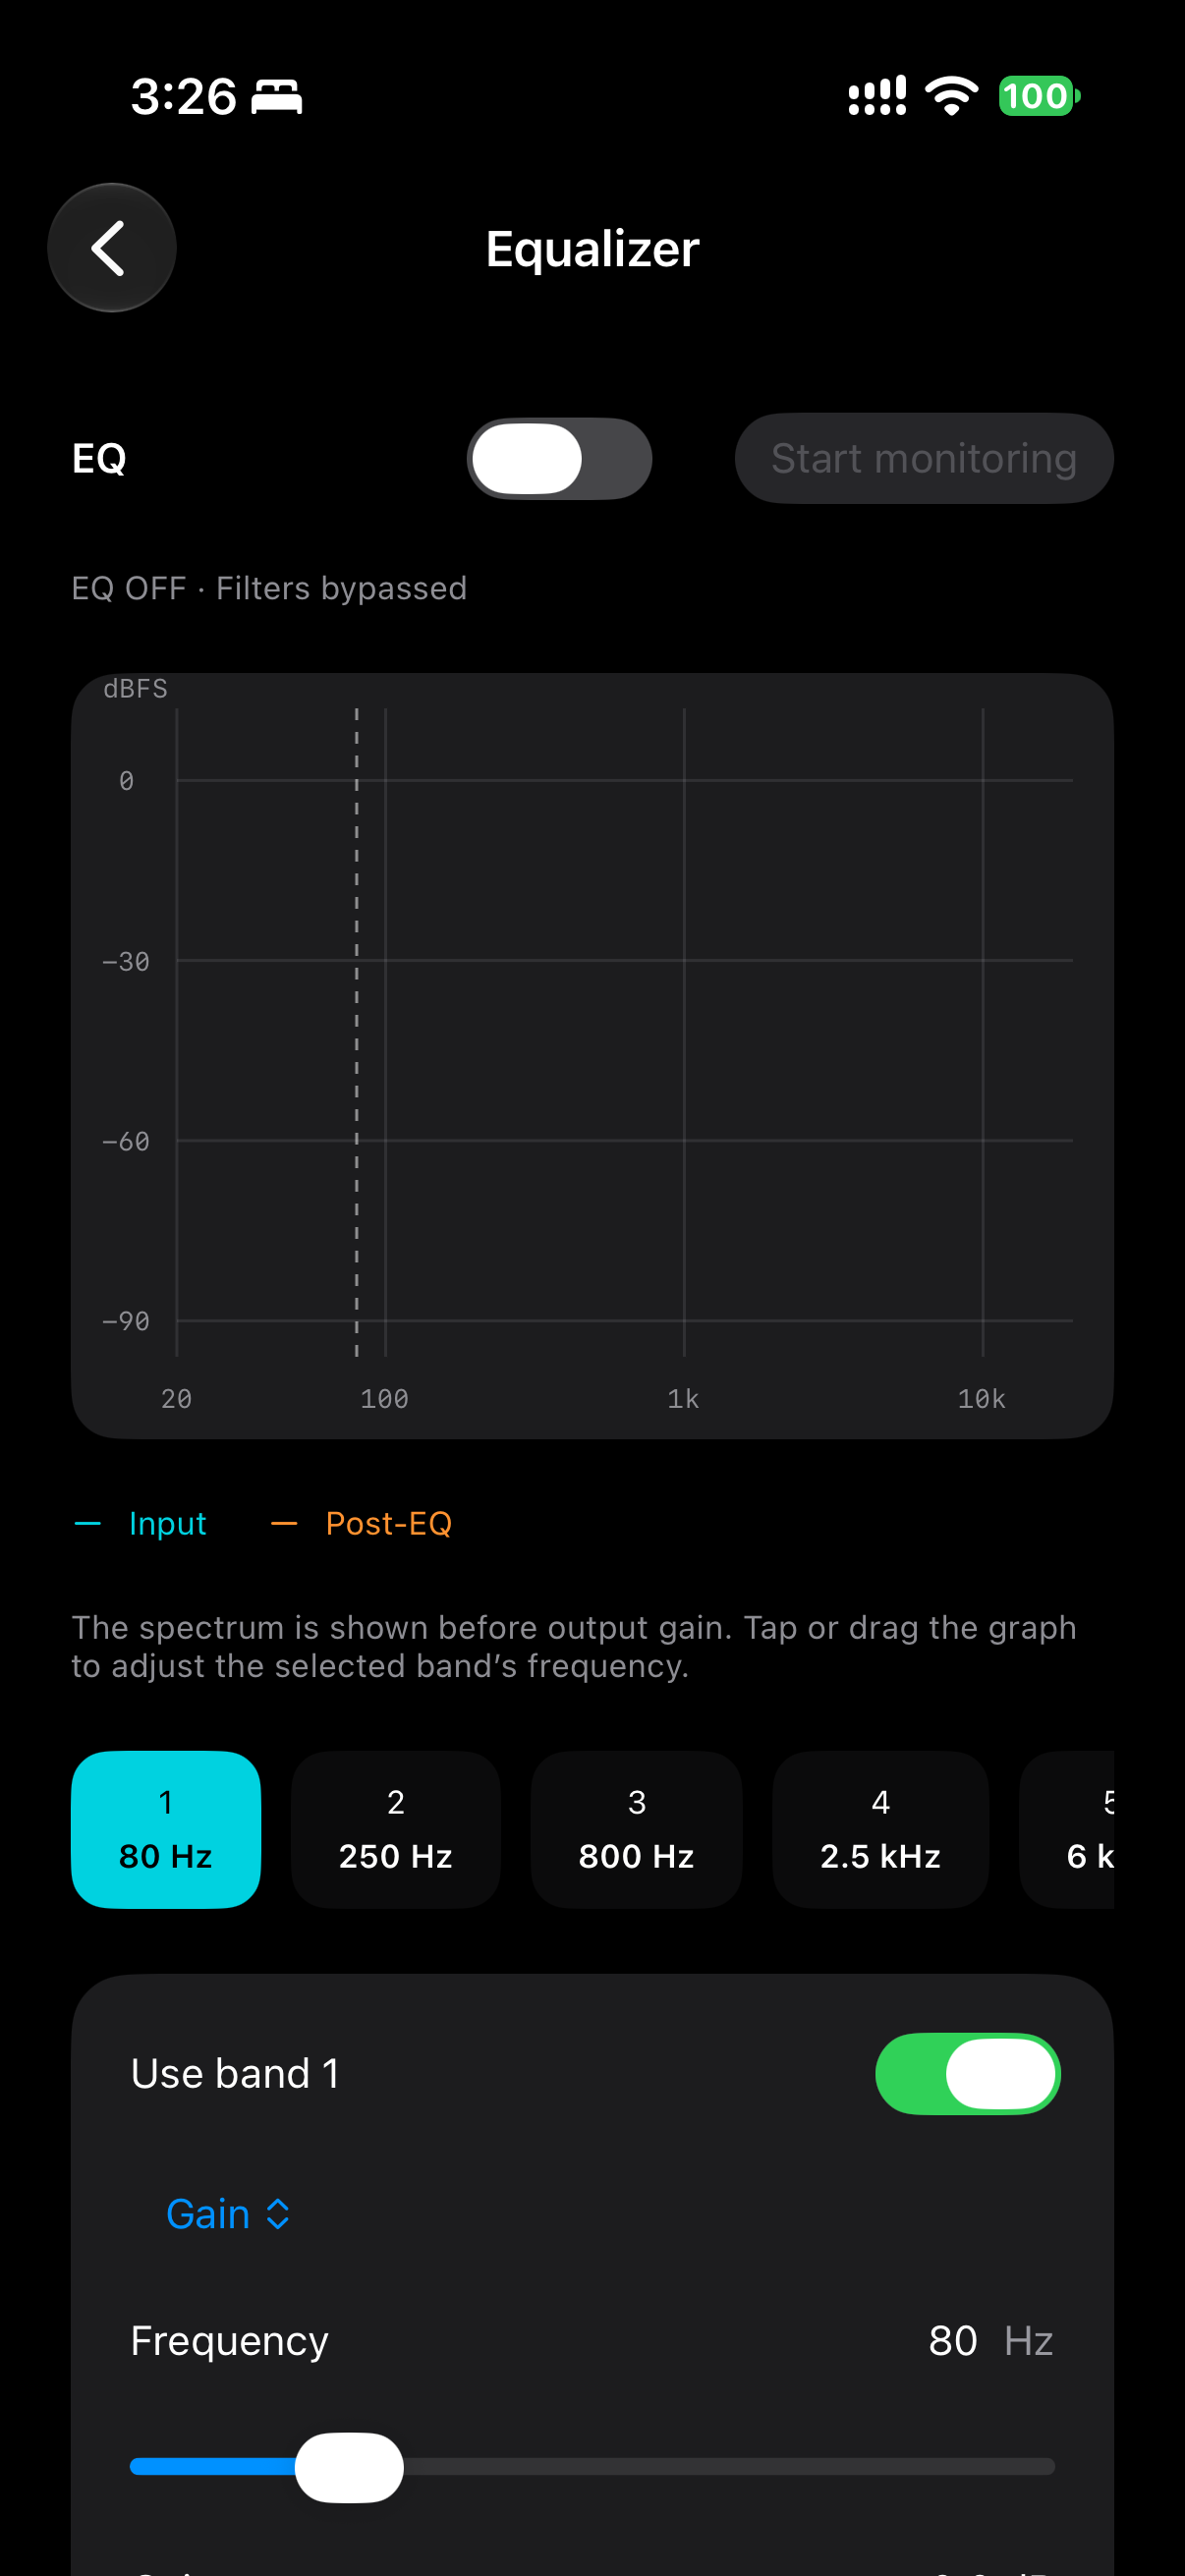 3:26
100
Equalizer
EQ
Start monitoring
EQ OFF · Filters bypassed
dBFS
0
−30
−60
−90
20 100 1k 10k
Input Post-EQ
The spectrum is shown before output gain. Tap or drag the graph
to adjust the selected band’s frequency.
1 2 3 4 5
80 Hz 250 Hz 800 Hz 2.5 kHz 6 k
Use band 1
Gain
Frequency 80 Hz